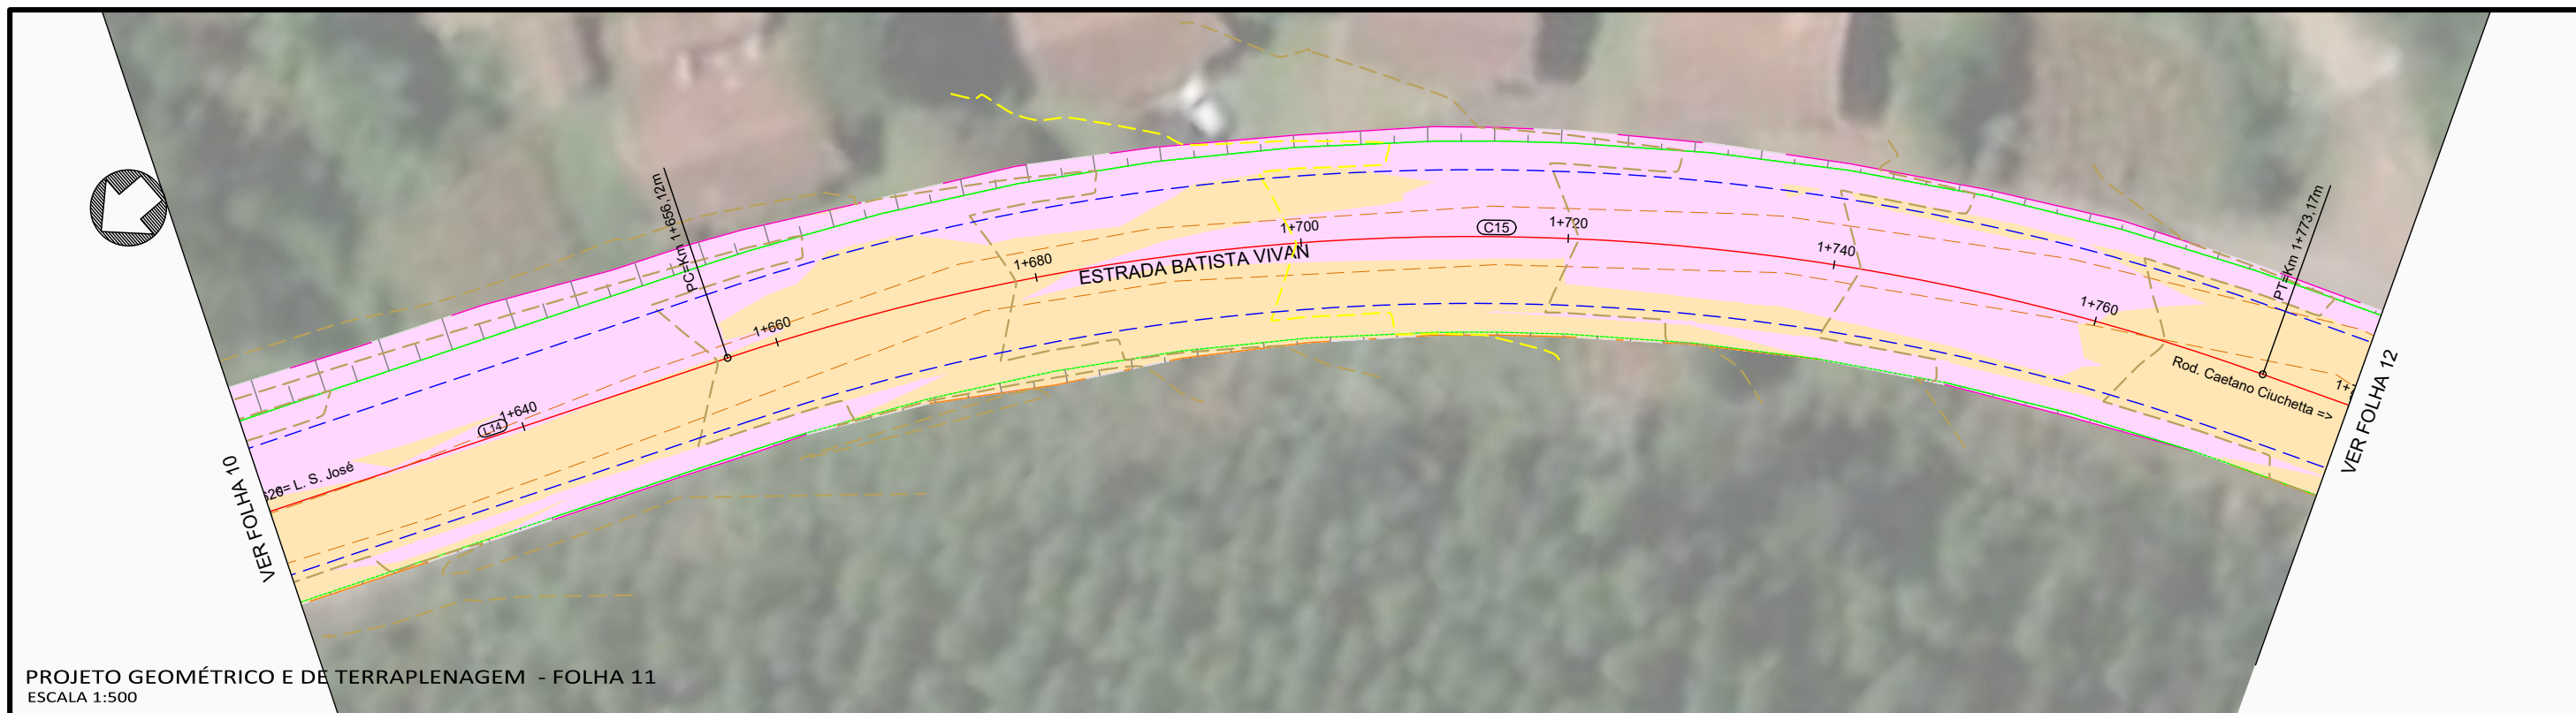 PC=Km 1+656,12m
PT=Km 1+773,17m
1+700
C15
1+720
1+740
1+680
ESTRADA BATISTA VIVAN
1+760
1+660
Rod. Caetano Ciuchetta =>
1+640
L14
<= L. S. José
VER FOLHA 10
VER FOLHA 12
PROJETO GEOMÉTRICO E DE TERRAPLENAGEM - FOLHA 11
ESCALA 1:500